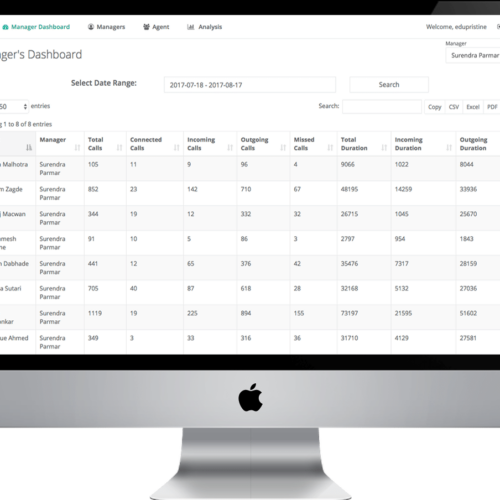 Manager Dashboard Managers Agent Analysis Welcome, edupristine
ger's Dashboard
Manager
Surendra Parmar
Select Date Range: 2017-07-18 - 2017-08-17 Search
50 entries Search: Copy CSV Excel PDF
g 1 to 8 of 8 entries
Manager Total Calls Connected Calls Incoming Calls Outgoing Calls Missed Calls Total Duration Incoming Duration Outgoing Duration
Malhotra Surendra Parmar 105 11 9 96 4 9066 1022 8044
m Zagde Surendra Parmar 852 23 142 710 67 48195 14259 33936
j Macwan Surendra Parmar 344 19 12 332 32 26715 1045 25670
mesh ne Surendra Parmar 91 10 5 86 3 2797 954 1843
n Dabhade Surendra Parmar 441 12 65 376 42 35476 7317 28159
a Sutari Surendra Parmar 705 40 87 618 28 32168 5132 27036
nkar Surendra Parmar 1119 19 225 894 155 73197 21595 51602
ue Ahmed Surendra Parmar 349 3 33 316 36 31710 4129 27581